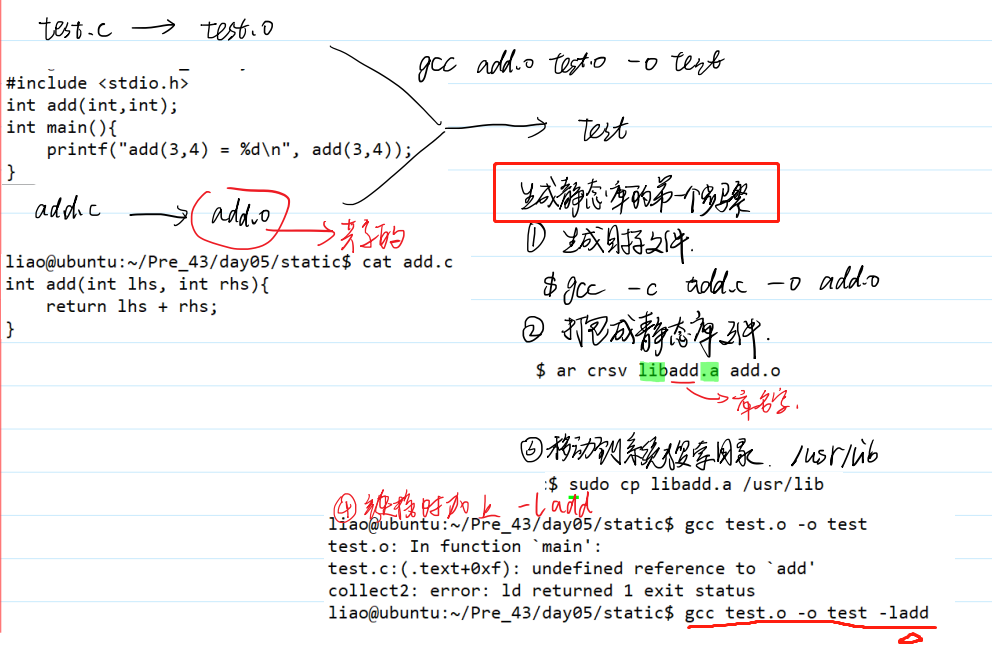 test.c → test.o
gcc add.o test.o -o test
#include <stdio.h>
int add(int,int);
int main(){
    printf("add(3,4) = %d\n", add(3,4));
}
test
add.c → add.o → 共享的
liao@ubuntu:~/Pre_43/day05/static$ cat add.c
int add(int lhs, int rhs){
    return lhs + rhs;
}
生成静态库的第一个步骤
① 生成目标文件.
$ gcc -c add.c -o add.o
② 打包成静态库文件.
$ ar crsv libadd.a add.o
库名字.
③ 移动到系统搜索目录. /usr/lib
:$ sudo cp libadd.a /usr/lib
④ 链接时加上 -ladd
liao@ubuntu:~/Pre_43/day05/static$ gcc test.o -o test
test.o: In function `main':
test.c:(.text+0xf): undefined reference to `add'
collect2: error: ld returned 1 exit status
liao@ubuntu:~/Pre_43/day05/static$ gcc test.o -o test -ladd